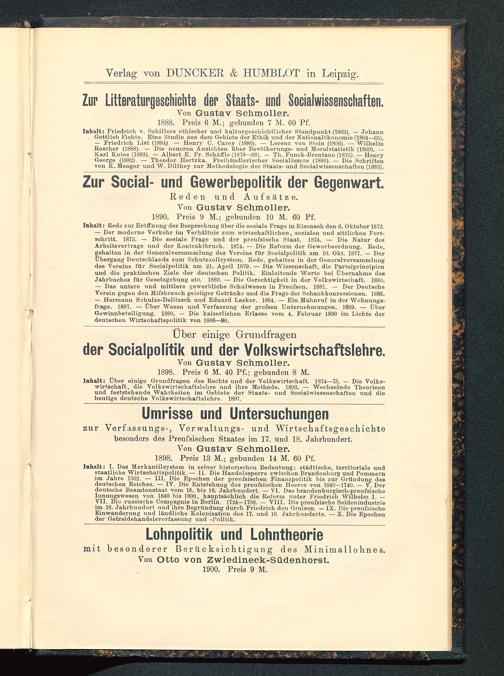 Verlag von DUNCKER & HUMBLOT in Leipzig.
Zur Litteraturgeschichte der Staats- und Socialwissenschaften.
Von Gustav Schmoller.
1888. Preis 6 M.; gebunden 7 M. 60 Pf.
Inhalt: Friedrich v. Schillers ethischer und kulturgeschichtlicher Standpunkt (1863). — Johann
Gottlieb Fichte. Eine Studie aus dem Gebiete der Ethik und der Nationalökonomie (1864—65).
— Friedrich List (1884). — Henry C. Carey (1886). — Lorenz von Stein (1866). — Wilhelm
Roscher (1888). — Die neueren Ansichten über Bevölkerungs- und Moralstatistik (1869). —
Karl Knies (1883). — Albert E. Fr. Schäffle (1879—88). — Th. Funck-Brentano (1876). — Henry
George (1882). — Theodor Hertzka. Freihändlerischer Socialismus (1886). — Die Schriften
von K. Menger und W. Dilthey zur Methodologie der Staats- und Socialwissenschaften (1883).
Zur Social- und Gewerbepolitik der Gegenwart.
Reden und Aufsätze.
Von Gustav Schmoller.
1890. Preis 9 M.; gebunden 10 M. 60 Pf.
Inhalt: Rede zur Eröffnung der Besprechung über die sociale Frage in Eisenach den 6. Oktober 1872.
— Der moderne Verkehr im Verhältnis zum wirtschaftlichen, socialen und sittlichen Fort-
schritt. 1873. — Die sociale Frage und der preußische Staat. 1874. — Die Natur des
Arbeitsvertrags und der Kontraktbruch. 1874. — Die Reform der Gewerbeordnung. Rede,
gehalten in der Generalversammlung des Vereins für Socialpolitik am 10. Okt. 1877. — Der
Übergang Deutschlands zum Schutzzollsystem. Rede, gehalten in der Generalversammlung
des Vereins für Socialpolitik am 21. April 1879. — Die Wissenschaft, die Parteiprincipien
und die praktischen Ziele der deutschen Politik. Einleitende Worte bei Übernahme des
Jahrbuches für Gesetzgebung etc. 1880. — Die Gerechtigkeit in der Volkswirtschaft. 1880.
— Das untere und mittlere gewerbliche Schulwesen in Preußen. 1881. — Der Deutsche
Verein gegen den Mißbrauch geistiger Getränke und die Frage der Schankkonzessionen. 1883.
— Hermann Schulze-Delitzsch und Eduard Lasker. 1884. — Ein Mahnruf in der Wohnungs-
frage. 1887. — Über Wesen und Verfassung der großen Unternehmungen. 1889. — Über
Gewinnbeteiligung. 1890. — Die kaiserlichen Erlasse vom 4. Februar 1890 im Lichte der
deutschen Wirtschaftspolitik von 1866—90.
Über einige Grundfragen
der Socialpolitik und der Volkswirtschaftslehre.
Von Gustav Schmoller.
1898. Preis 6 M. 40 Pf.; gebunden 8 M.
Inhalt: Über einige Grundfragen des Rechts und der Volkswirtschaft. 1874—75. — Die Volks-
wirtschaft, die Volkswirtschaftslehre und ihre Methode. 1893. — Wechselnde Theorieen
und feststehende Wahrheiten im Gebiete der Staats- und Socialwissenschaften und die
heutige deutsche Volkswirtschaftslehre. 1897.
Umrisse und Untersuchungen
zur Verfassungs-, Verwaltungs- und Wirtschaftsgeschichte
besonders des Preußischen Staates im 17. und 18. Jahrhundert.
Von Gustav Schmoller.
1898. Preis 13 M.; gebunden 14 M. 60 Pf.
Inhalt: I. Das Merkantilsystem in seiner historischen Bedeutung: städtische, territoriale und
staatliche Wirtschaftspolitik. — II. Die Handelssperre zwischen Brandenburg und Pommern
im Jahre 1562. — III. Die Epochen der preußischen Finanzpolitik bis zur Gründung des
deutschen Reiches. — IV. Die Entstehung des preußischen Heeres von 1640—1740. — V. Der
deutsche Beamtenstaat vom 16. bis 18. Jahrhundert. — VI. Das brandenburgisch-preußische
Innungswesen von 1640 bis 1800, hauptsächlich die Reform unter Friedrich Wilhelm I. —
VII. Die russische Compagnie in Berlin. 1724—1738. — VIII. Die preußische Seidenindustrie
im 18. Jahrhundert und ihre Begründung durch Friedrich den Großen. — IX. Die preußische
Einwanderung und ländliche Kolonisation des 17. und 18. Jahrhunderts. — X. Die Epochen
der Getreidehandelsverfassung und -Politik.
Lohnpolitik und Lohntheorie
mit besonderer Berücksichtigung des Minimallohnes.
Von Otto von Zwiedineck-Südenhorst.
1900. Preis 9 M.